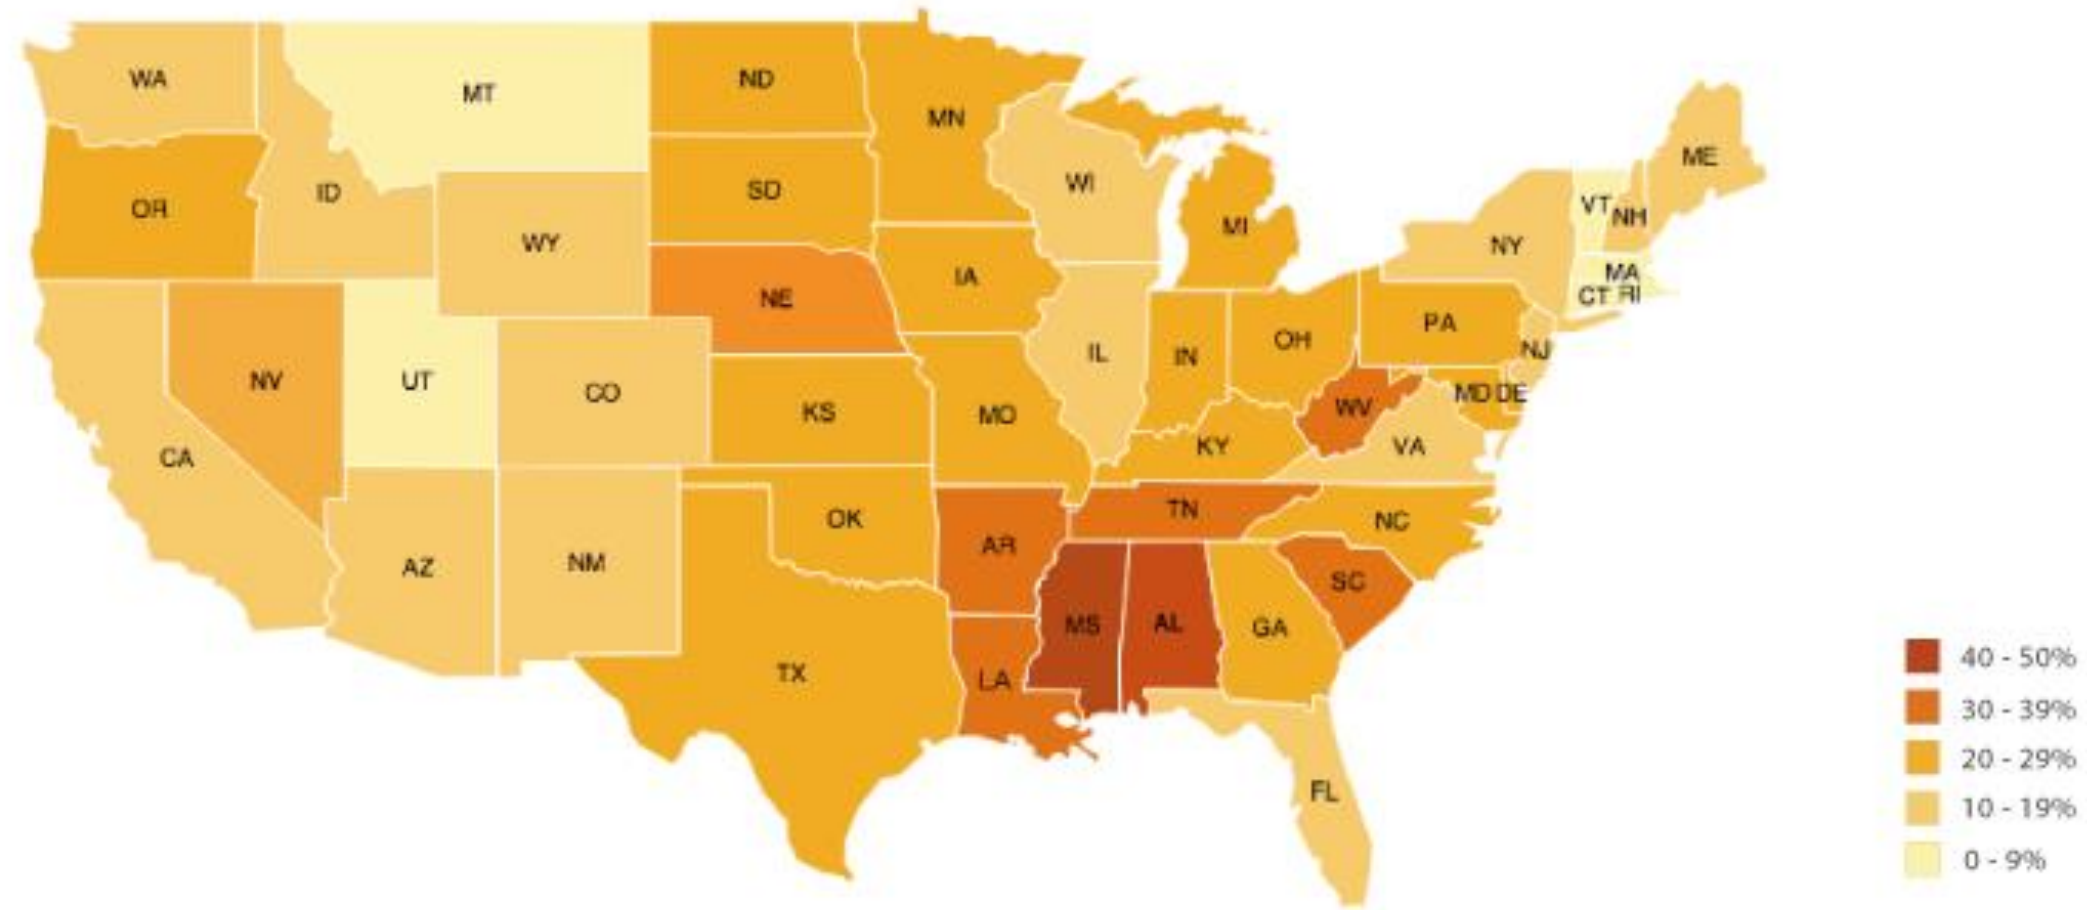 WA
MT
ND
MN
ME
OR
ID
SD
WI
VT
NH
WY
MI
NY
IA
MA
NE
CT RI
PA
OH
IL
IN
NJ
NV
UT
CO
MD DE
KS
MO
WV
KY
VA
CA
TN
OK
NC
AR
AZ
NM
SC
MS
AL
GA
TX
LA
FL
40 - 50%
30 - 39%
20 - 29%
10 - 19%
0 - 9%